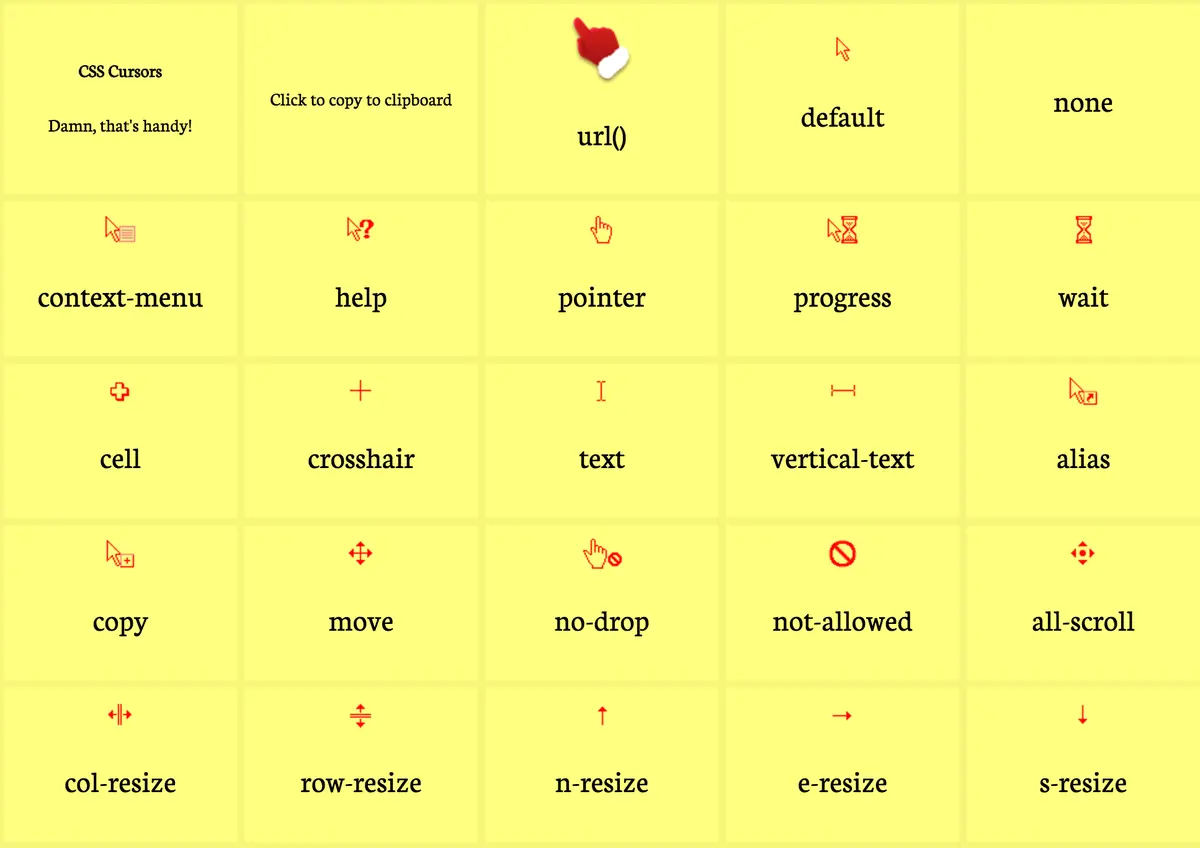 CSS Cursors
Damn, that's handy!
Click to copy to clipboard
url()
default
none
context-menu
help
pointer
progress
wait
cell
crosshair
text
vertical-text
alias
copy
move
no-drop
not-allowed
all-scroll
col-resize
row-resize
n-resize
e-resize
s-resize